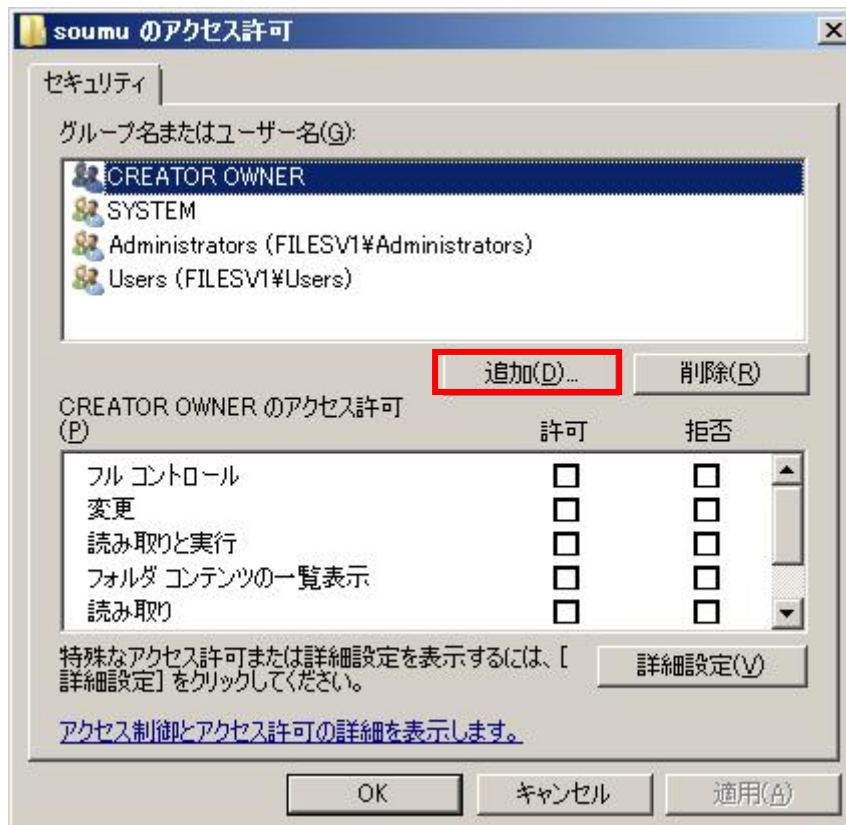 soumu のアクセス許可
セキュリティ
グループ名またはユーザー名(G):
CREATOR OWNER
SYSTEM
Administrators (FILESV1¥Administrators)
Users (FILESV1¥Users)
追加(D)... 削除(R)
CREATOR OWNER のアクセス許可
(P) 許可 拒否
フル コントロール
変更
読み取りと実行
フォルダ コンテンツの一覧表示
読み取り
特殊なアクセス許可または詳細設定を表示するには、[
詳細設定] をクリックしてください。
詳細設定(V)
アクセス制御とアクセス許可の詳細を表示します。
OK キャンセル 適用(A)